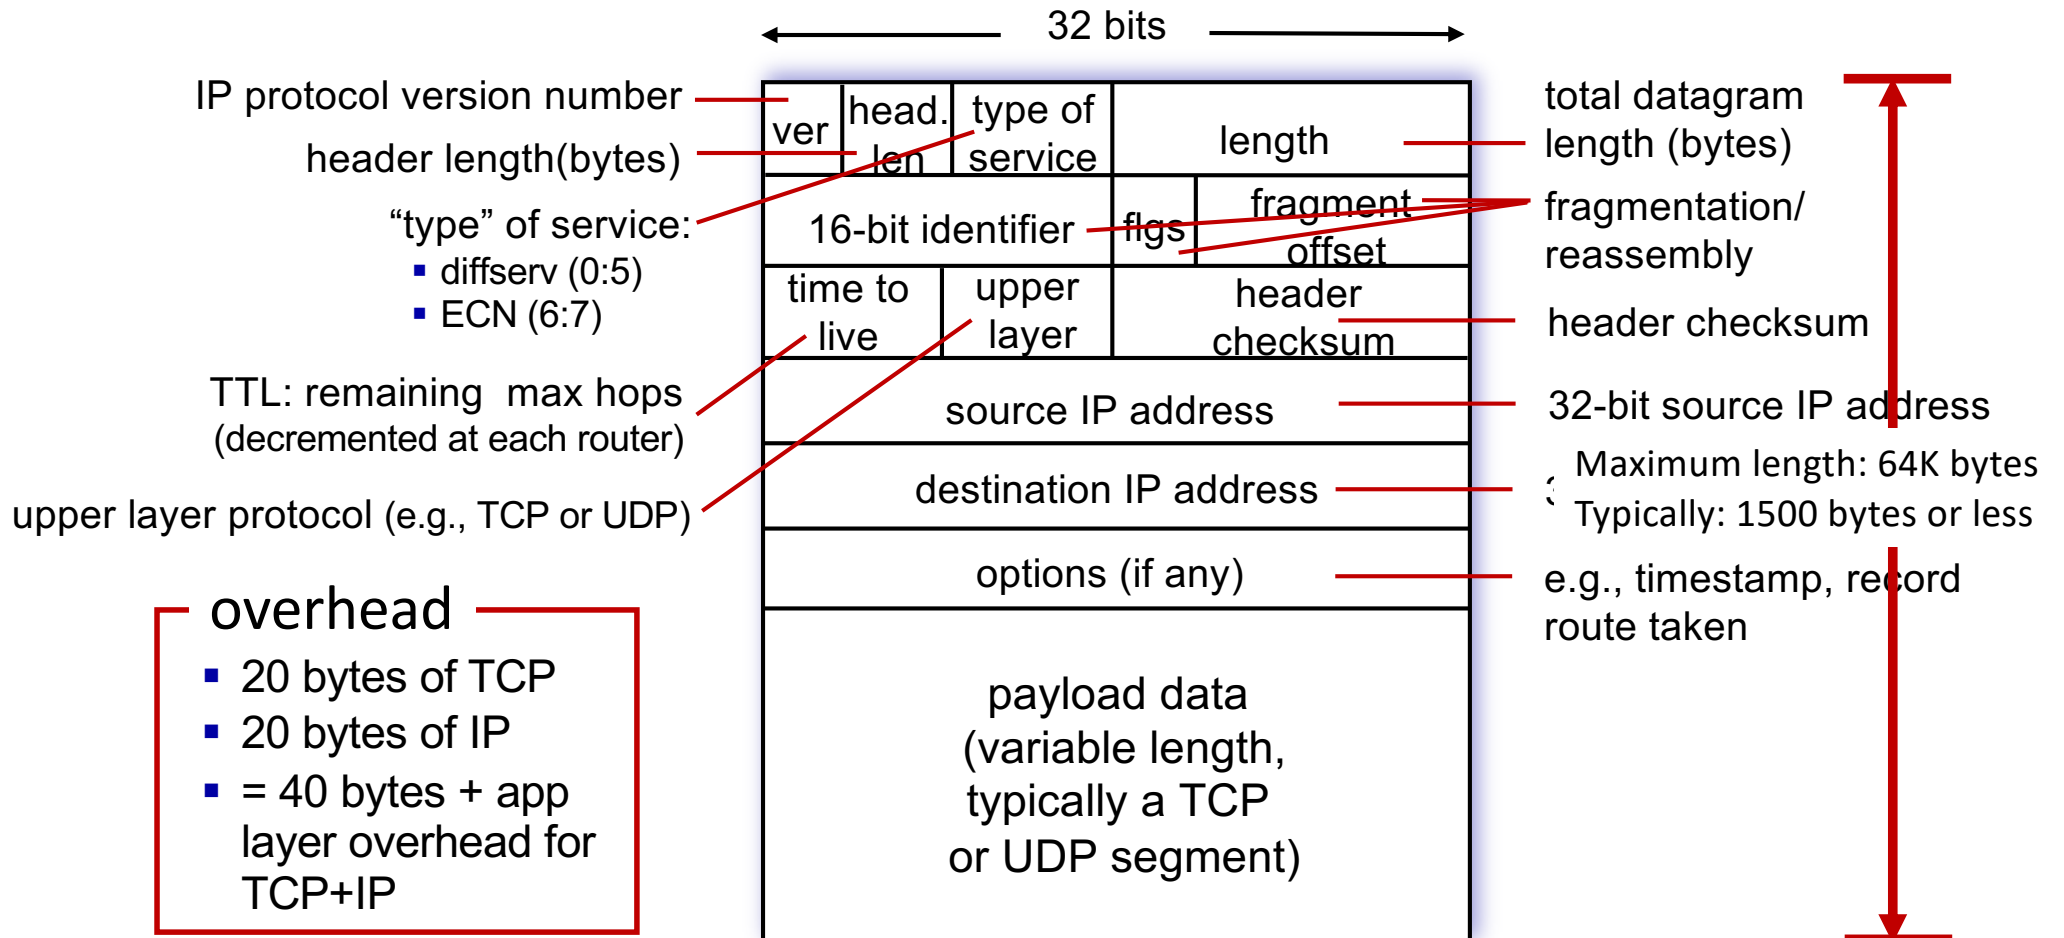 32 bits
IP protocol version number
header length(bytes)
“type” of service:
▪ diffserv (0:5)
▪ ECN (6:7)
TTL: remaining max hops
(decremented at each router)
upper layer protocol (e.g., TCP or UDP)
overhead
▪ 20 bytes of TCP
▪ 20 bytes of IP
▪ = 40 bytes + app
layer overhead for
TCP+IP
ver
head.
len
type of
service
length
16-bit identifier
flgs
fragment
offset
time to
live
upper
layer
header
checksum
source IP address
destination IP address
options (if any)
payload data
(variable length,
typically a TCP
or UDP segment)
total datagram
length (bytes)
fragmentation/
reassembly
header checksum
32-bit source IP address
Maximum length: 64K bytes
Typically: 1500 bytes or less
e.g., timestamp, record
route taken